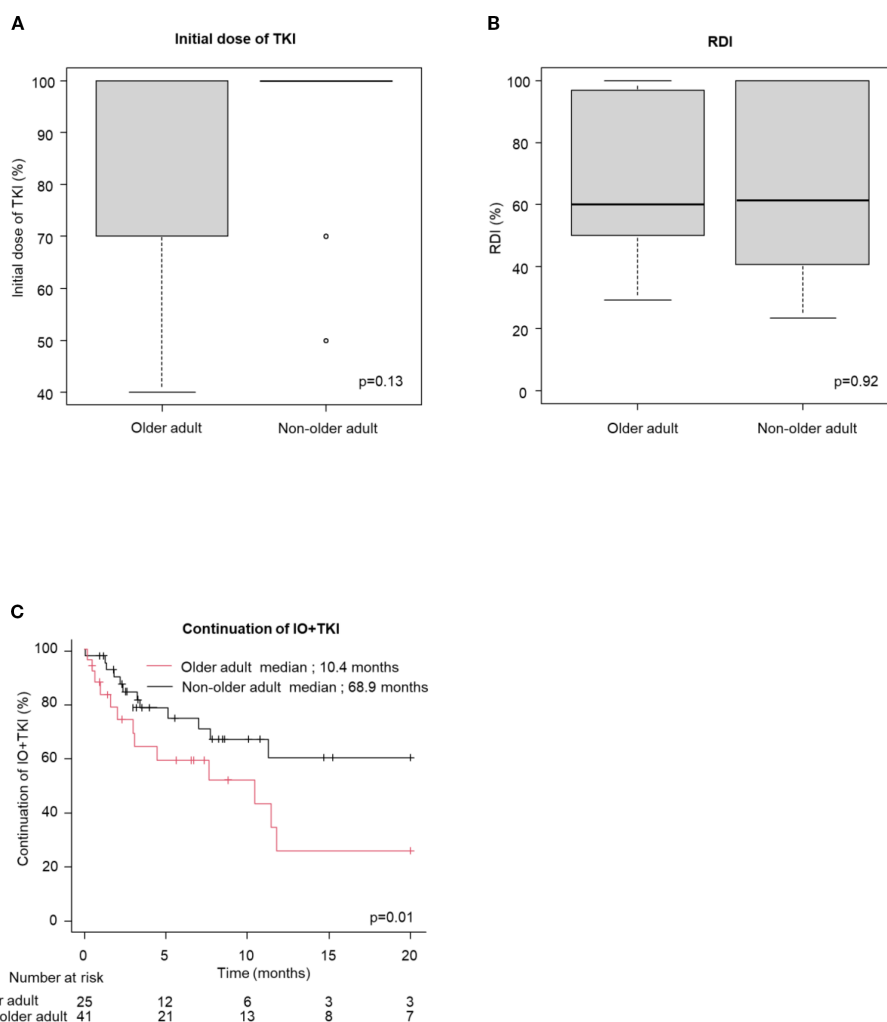 A
Initial dose of TKI
Initial dose of TKI (%)
100
90
80
70
60
50
40
p=0.13
Older adult Non-older adult
B
RDI
RDI (%)
100
80
60
40
20
0
p=0.92
Older adult Non-older adult
C
Continuation of IO+TKI
Continuation of IO+TKI (%)
100
80
60
40
20
0
Older adult median ; 10.4 months
Non-older adult median ; 68.9 months
p=0.01
0 5 10 15 20
Time (months)
Number at risk
r adult 25 12 6 3 3
older adult 41 21 13 8 7